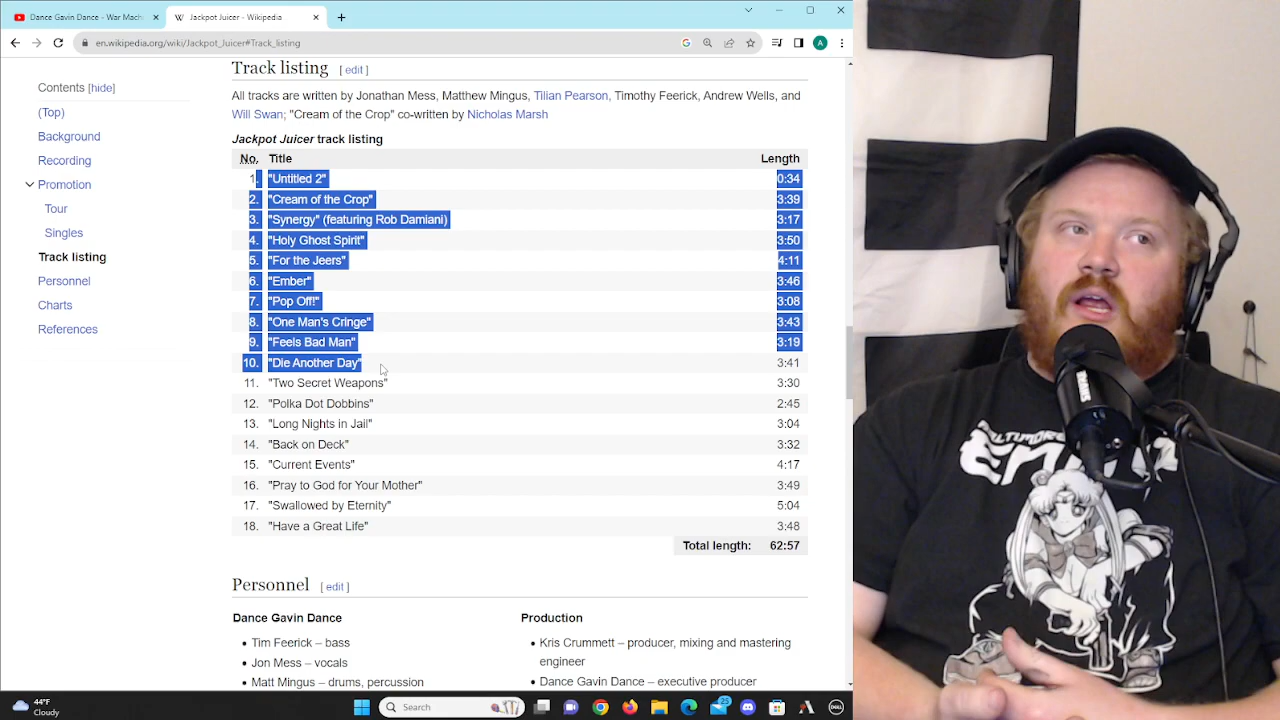 Dance Gavin Dance - War Mach
Jackpot Juicer - Wikipedia
en.wikipedia.org/wiki/Jackpot_Juicer#Track_listing
A
Contents [hide]
(Top)
Background
Recording
Promotion
Tour
Singles
Track listing
Personnel
Charts
References
Track listing [ edit ]
All tracks are written by Jonathan Mess, Matthew Mingus, Tilian Pearson, Timothy Feerick, Andrew Wells, and
Will Swan; "Cream of the Crop" co-written by Nicholas Marsh
Jackpot Juicer track listing
No. Title Length
1. "Untitled 2" 0:34
2. "Cream of the Crop" 3:39
3. "Synergy" (featuring Rob Damiani) 3:17
4. "Holy Ghost Spirit" 3:50
5. "For the Jeers" 4:11
6. "Ember" 3:46
7. "Pop Off!" 3:08
8. "One Man's Cringe" 3:43
9. "Feels Bad Man" 3:19
10. "Die Another Day" 3:41
11. "Two Secret Weapons" 3:30
12. "Polka Dot Dobbins" 2:45
13. "Long Nights in Jail" 3:04
14. "Back on Deck" 3:32
15. "Current Events" 4:17
16. "Pray to God for Your Mother" 3:49
17. "Swallowed by Eternity" 5:04
18. "Have a Great Life" 3:48
Total length: 62:57
Personnel [ edit ]
Dance Gavin Dance
Tim Feerick – bass
Jon Mess – vocals
Matt Mingus – drums, percussion
Production
Kris Crummett – producer, mixing and mastering
engineer
Dance Gavin Dance – executive producer
44°F
Cloudy
Search